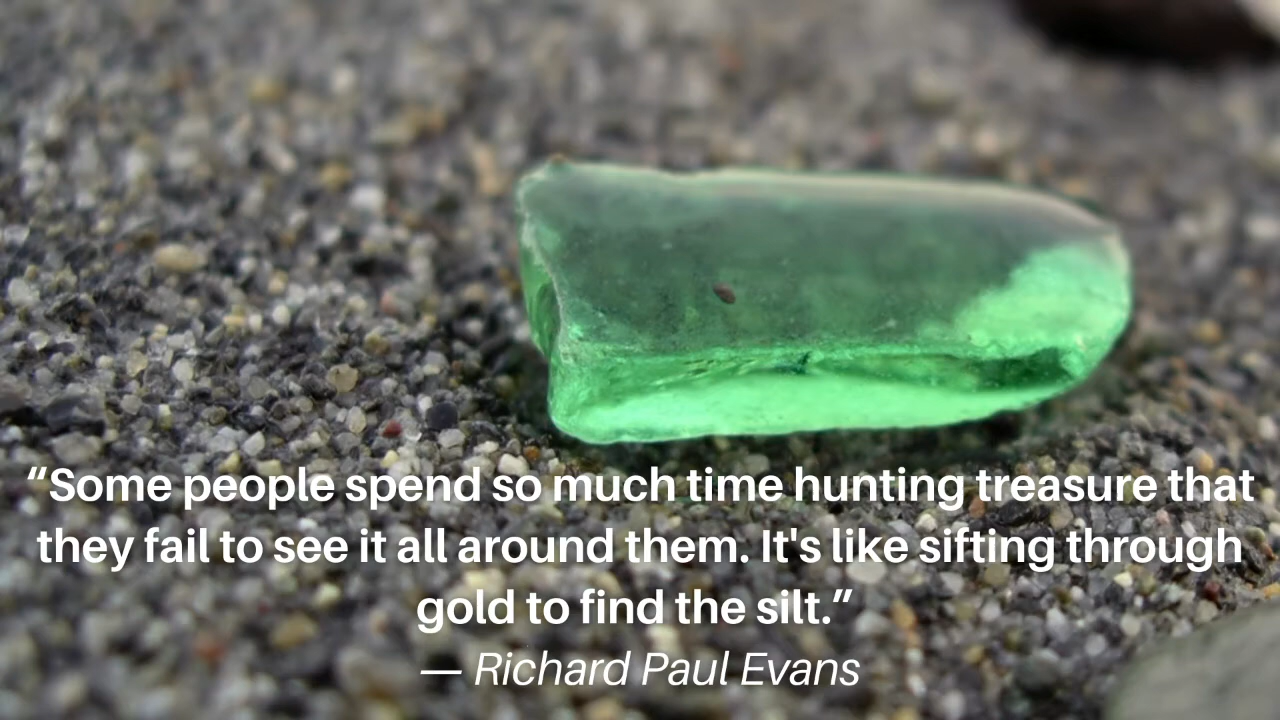 “Some people spend so much time hunting treasure that
they fail to see it all around them. It's like sifting through
gold to find the silt.”
— Richard Paul Evans